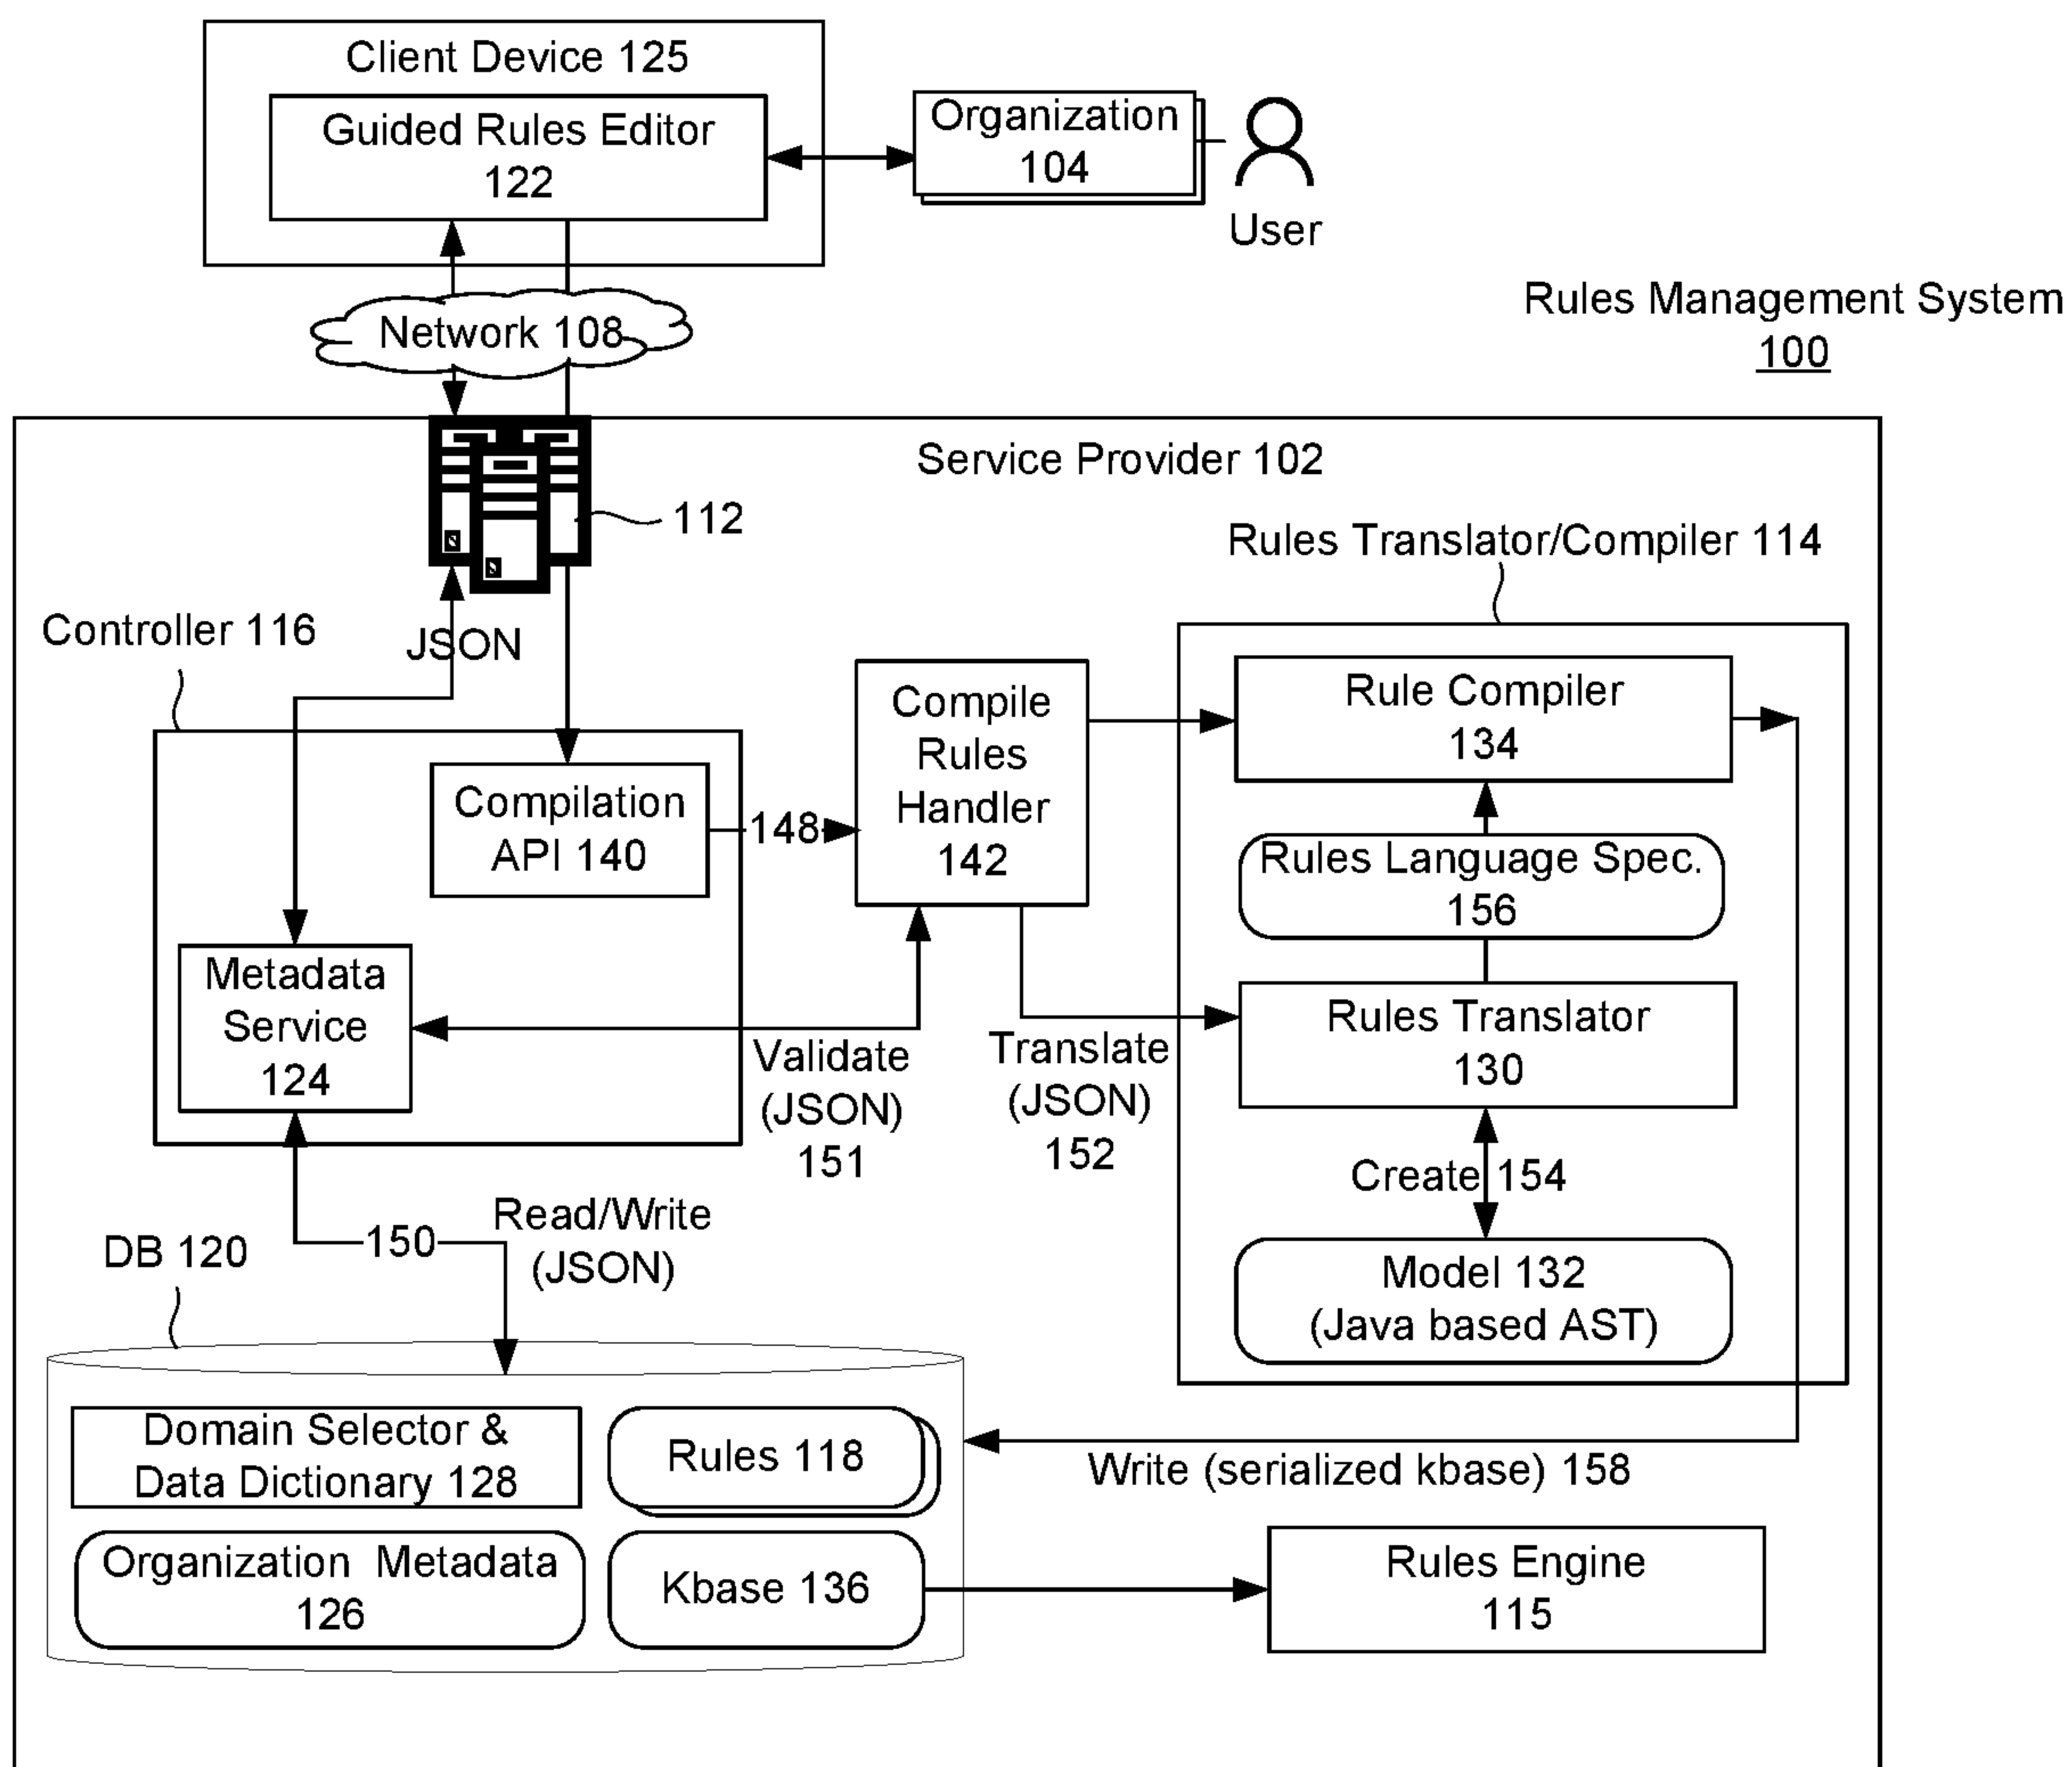 Client Device 125
Guided Rules Editor
122
Organization
104
User
Network 108
Rules Management System
100
Service Provider 102
112
Rules Translator/Compiler 114
Controller 116
JSON
Compile
Rules
Handler
142
Rule Compiler
134
Compilation
API 140
148
Rules Language Spec.
156
Metadata
Service
124
Rules Translator
130
Validate
(JSON)
151
Translate
(JSON)
152
Create 154
Read/Write
(JSON)
150
DB 120
Model 132
(Java based AST)
Domain Selector &
Data Dictionary 128
Rules 118
Write (serialized kbase) 158
Organization Metadata
126
Kbase 136
Rules Engine
115